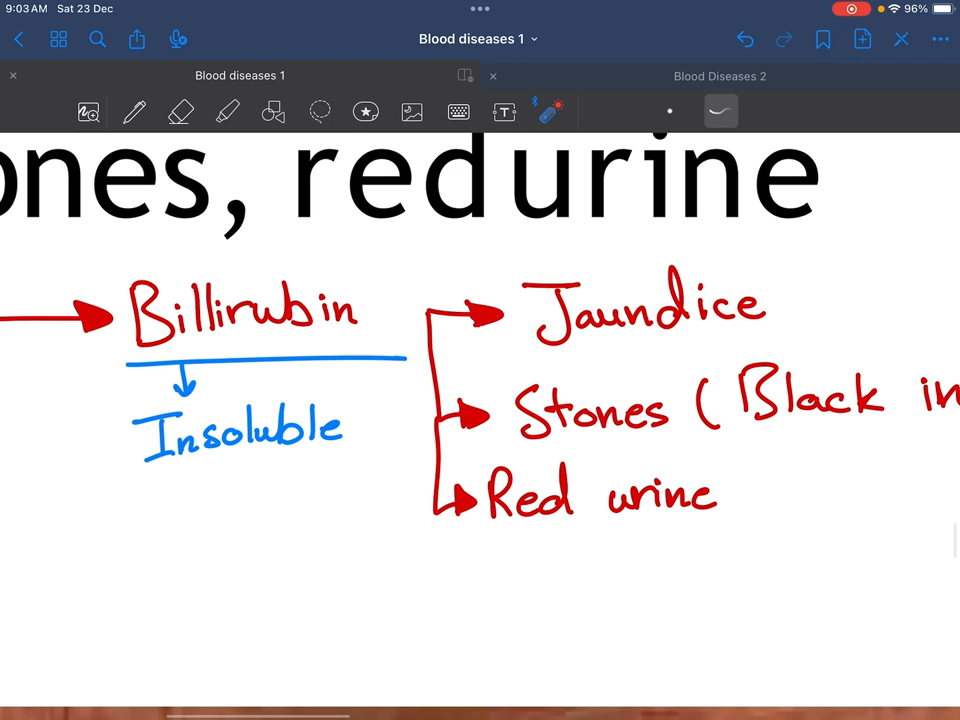 9:03 AM Sat 23 Dec 96%
Blood diseases 1
Blood diseases 1 Blood Diseases 2
ones, redurine
Billirubin
Insoluble
Jaundice
Stones ( Black in
Red urine